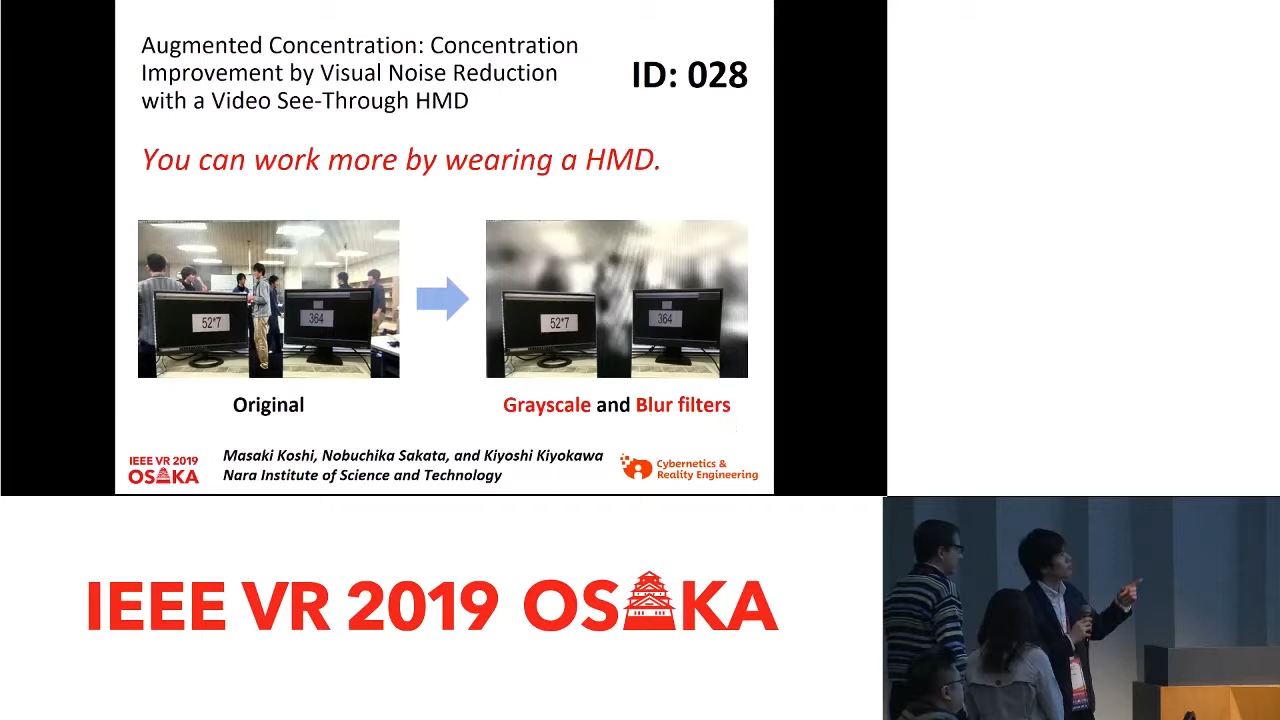 Augmented Concentration: Concentration
Improvement by Visual Noise Reduction
with a Video See-Through HMD
ID: 028
You can work more by wearing a HMD.
52*7
364
52*7
364
Original
Grayscale and Blur filters
IEEE VR 2019
OSAKA
Masaki Koshi, Nobuchika Sakata, and Kiyoshi Kiyokawa
Nara Institute of Science and Technology
Cybernetics &
Reality Engineering
IEEE VR 2019 OSAKA